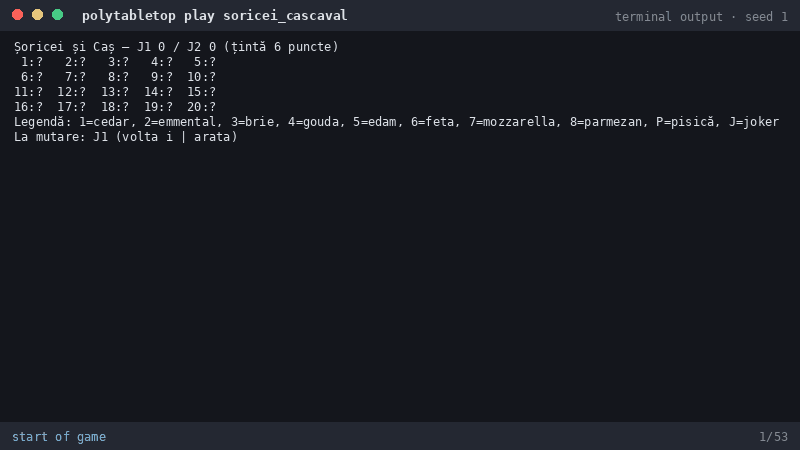 polytabletop play soricei_cascaval
terminal output · seed 1
Șoricei și Caș — J1 0 / J2 0 (țintă 6 puncte)
1:? 2:? 3:? 4:? 5:?
6:? 7:? 8:? 9:? 10:?
11:? 12:? 13:? 14:? 15:?
16:? 17:? 18:? 19:? 20:?
Legendă: 1=cedar, 2=emmental, 3=brie, 4=gouda, 5=edam, 6=feta, 7=mozzarella, 8=parmezan, P=pisică, J=joker
La mutare: J1 (volta i | arata)
start of game
1/53